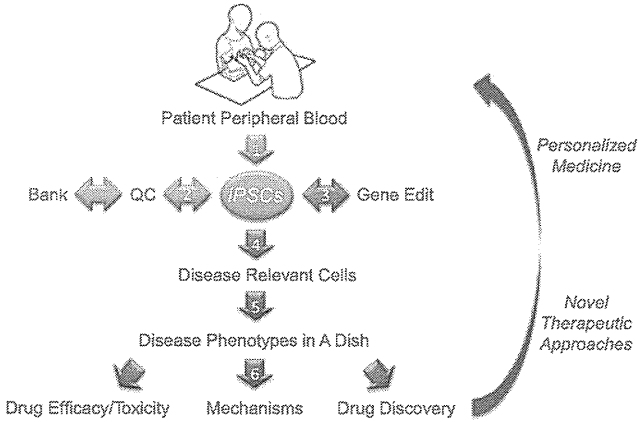 Patient Peripheral Blood
1
Bank
QC
2
iPSCs
3
Gene Edit
4
Disease Relevant Cells
5
Disease Phenotypes in A Dish
6
Drug Efficacy/Toxicity
Mechanisms
Drug Discovery
Personalized
Medicine
Novel
Therapeutic
Approaches